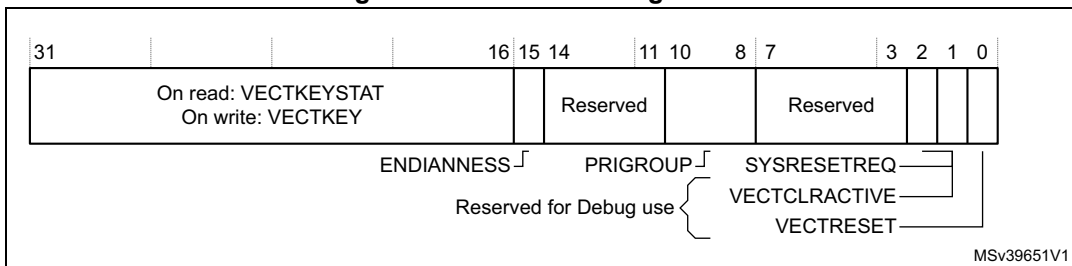 31 16 15 14 11 10 8 7 3 2 1 0
On read: VECTKEYSTAT
On write: VECTKEY
Reserved
Reserved
ENDIANNESS
PRIGROUP
SYSRESETREQ
Reserved for Debug use
VECTCLRACTIVE
VECTRESET
MSv39651V1